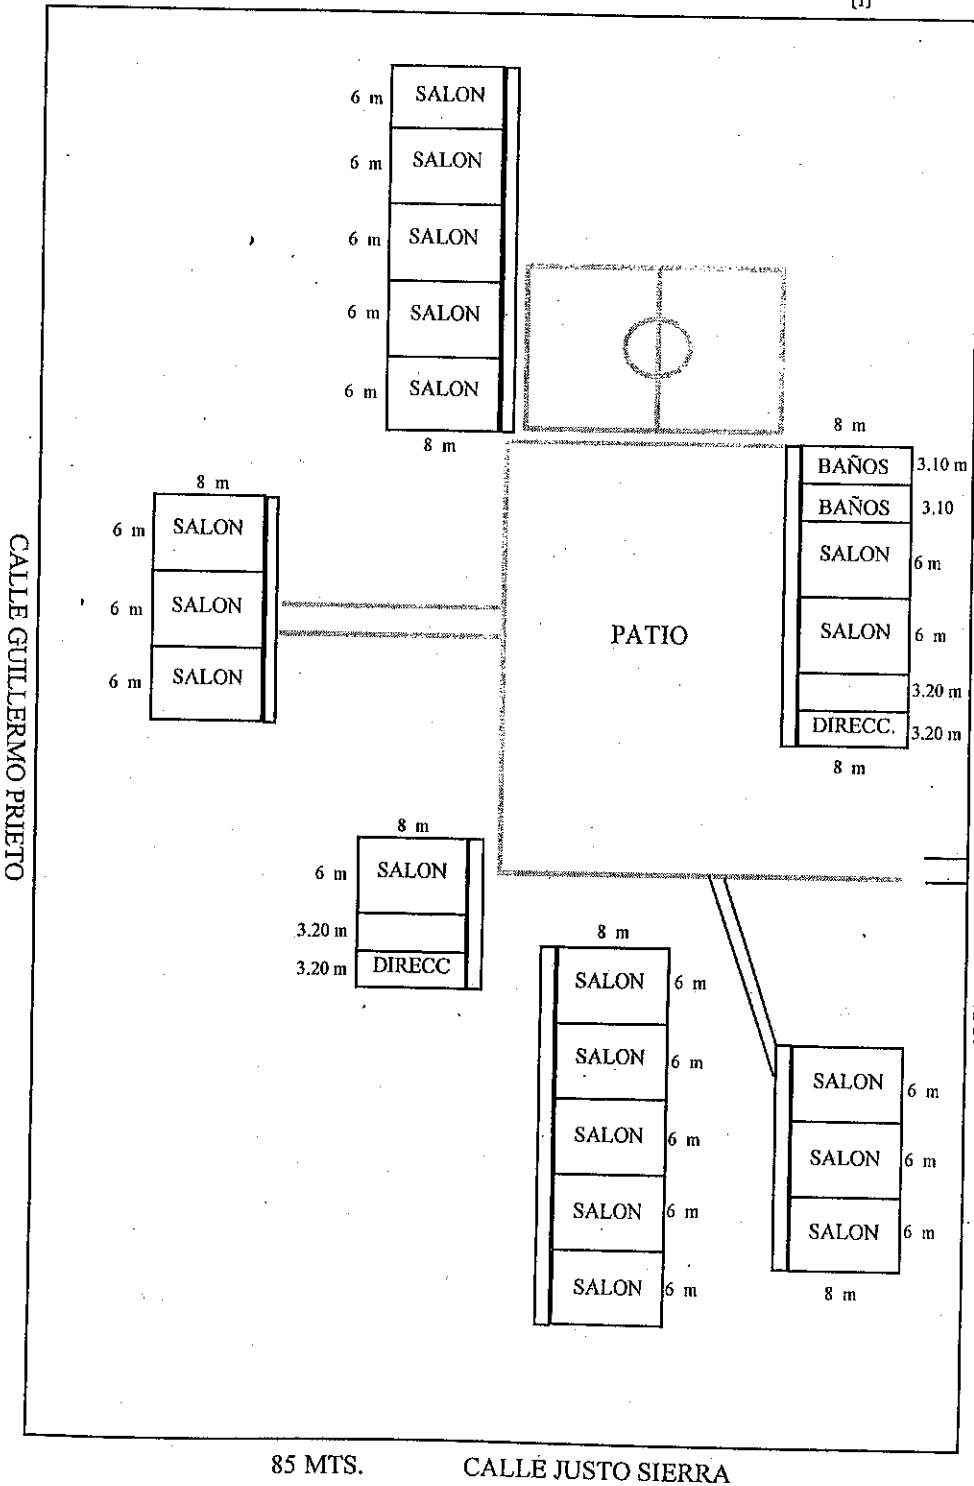 [1]
6 m SALON
6 m SALON
6 m SALON
6 m SALON
6 m SALON
8 m
8 m
6 m SALON
6 m SALON
6 m SALON
CALLE GUILLERMO PRIETO
PATIO
8 m
BAÑOS 3.10 m
BAÑOS 3.10
SALON 6 m
SALON 6 m
3.20 m
DIRECC. 3.20 m
8 m
8 m
6 m SALON
3.20 m
3.20 m DIRECC
8 m
SALON 6 m
SALON 6 m
SALON 6 m
SALON 6 m
SALON 6 m
SALON 6 m
SALON 6 m
SALON 6 m
8 m
85 MTS. CALLE JUSTO SIERRA